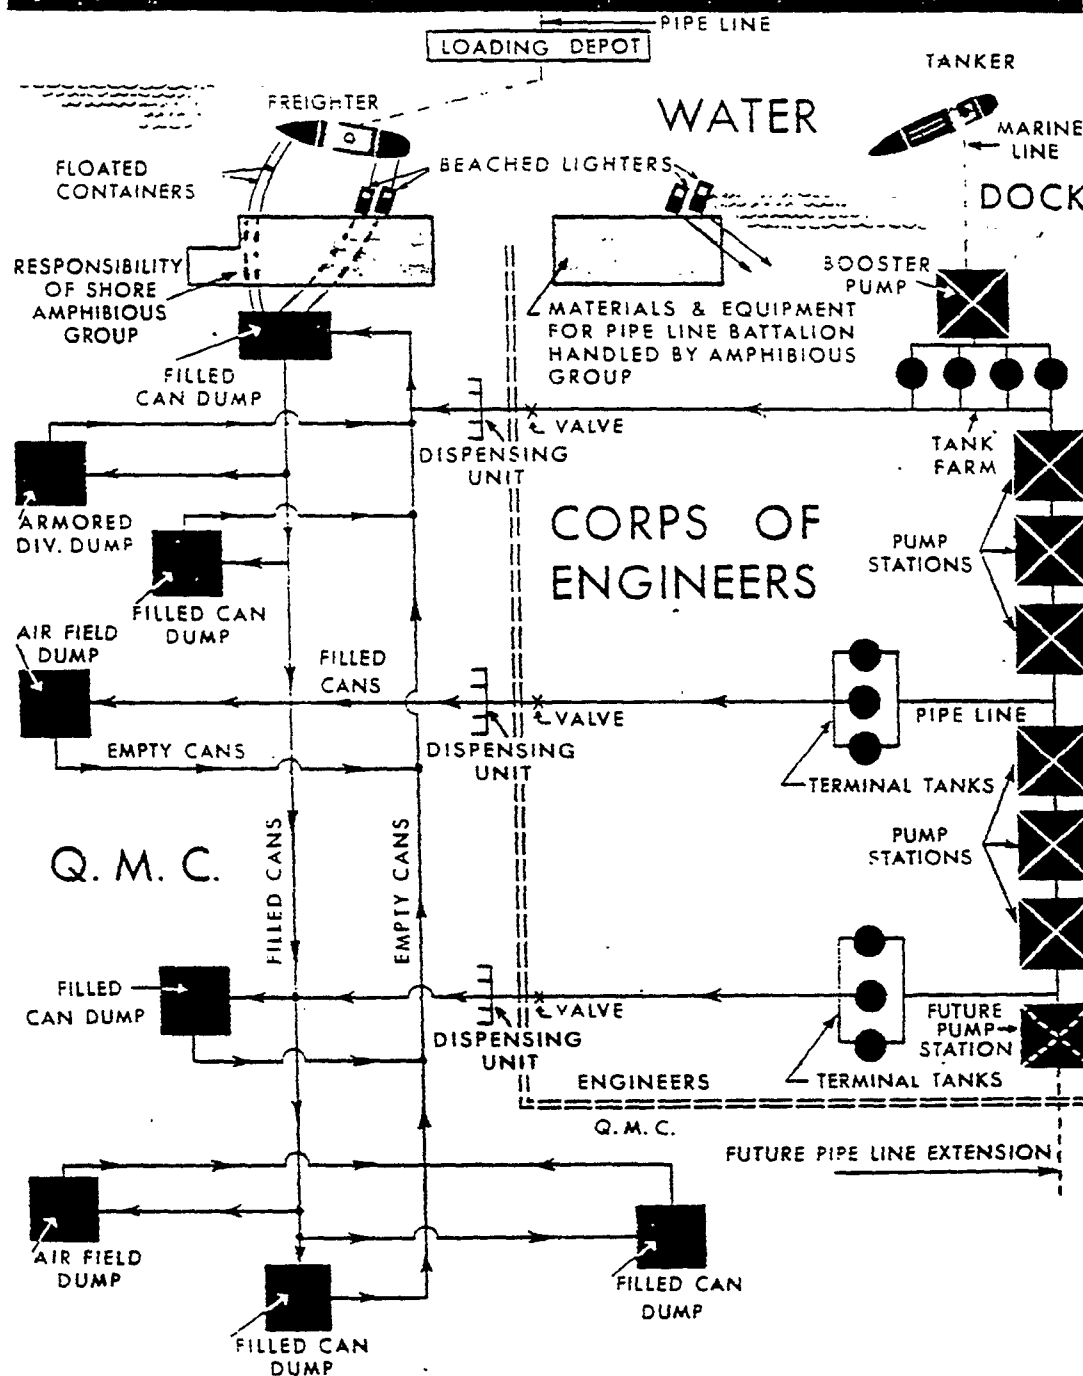 PIPE LINE
LOADING DEPOT
TANKER
FREIGHTER
WATER
MARINE
LINE
FLOATED
CONTAINERS
BEACHED LIGHTERS
DOCK
RESPONSIBILITY
OF SHORE
AMPHIBIOUS
GROUP
BOOSTER
PUMP
MATERIALS & EQUIPMENT
FOR PIPE LINE BATTALION
HANDLED BY AMPHIBIOUS
GROUP
FILLED
CAN DUMP
VALVE
DISPENSING
UNIT
TANK
FARM
ARMORED
DIV. DUMP
CORPS OF
ENGINEERS
PUMP
STATIONS
FILLED CAN
DUMP
AIR FIELD
DUMP
FILLED
CANS
VALVE
PIPE LINE
EMPTY CANS
DISPENSING
UNIT
TERMINAL TANKS
Q. M. C.
FILLED CANS
EMPTY CANS
PUMP
STATIONS
FILLED
CAN DUMP
VALVE
DISPENSING
UNIT
FUTURE
PUMP
STATION
ENGINEERS
TERMINAL TANKS
Q. M. C.
FUTURE PIPE LINE EXTENSION
AIR FIELD
DUMP
FILLED CAN
DUMP
FILLED CAN
DUMP